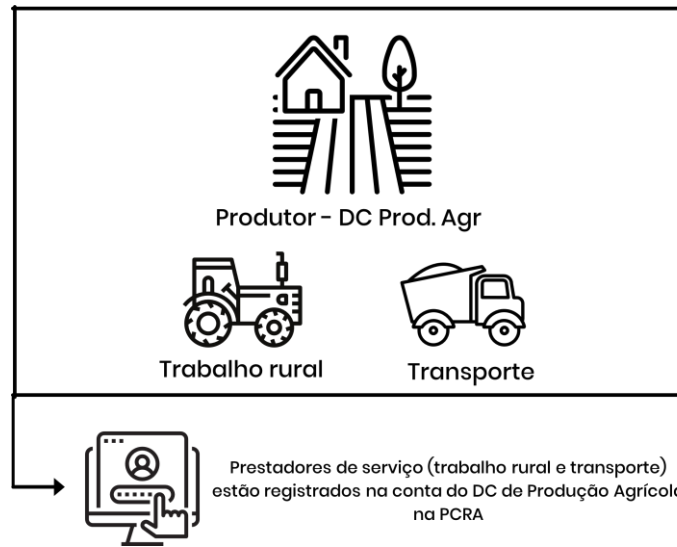 Produtor - DC Prod. Agr
Trabalho rural
Transporte
Prestadores de serviço (trabalho rural e transporte)
estão registrados na conta do DC de Produção Agrícola
na PCRA